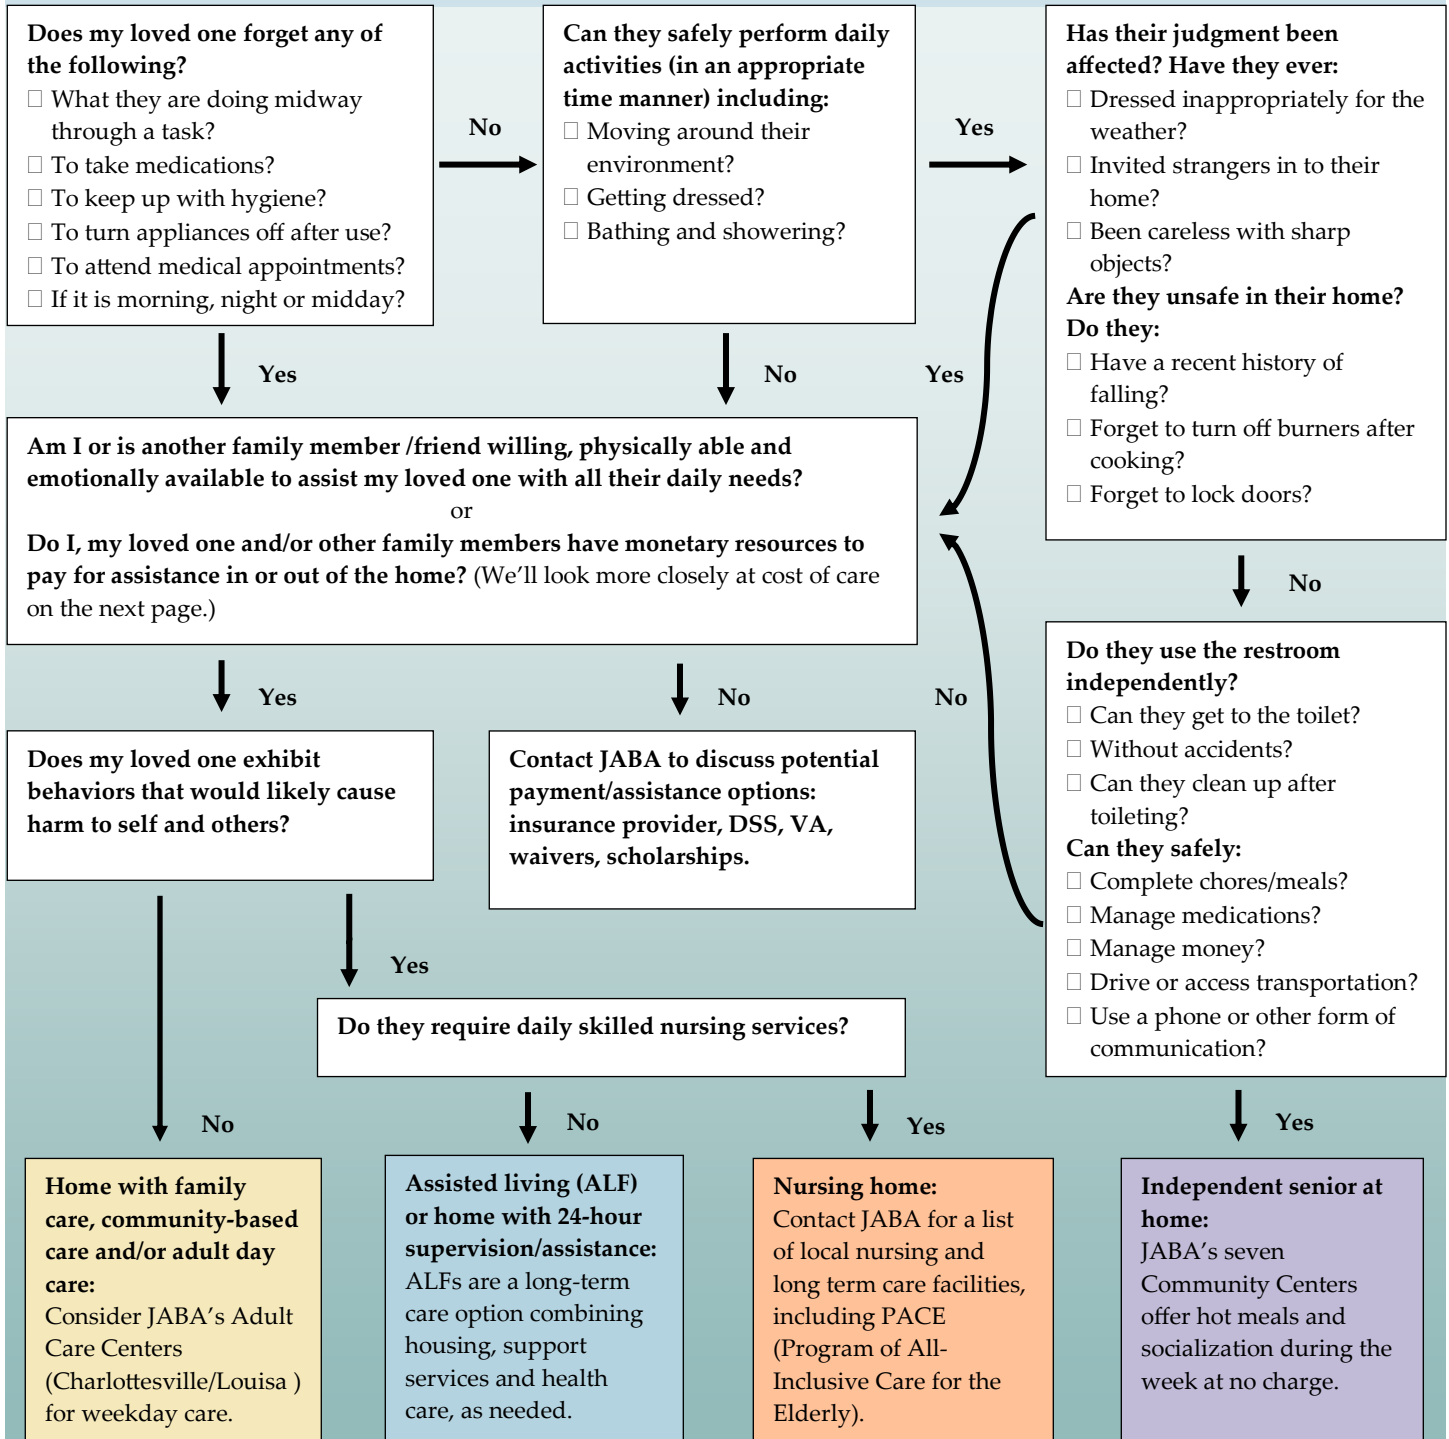 Does my loved one forget any of
the following?
☐ What they are doing midway
through a task?
☐ To take medications?
☐ To keep up with hygiene?
☐ To turn appliances off after use?
☐ To attend medical appointments?
☐ If it is morning, night or midday?
No
Can they safely perform daily
activities (in an appropriate
time manner) including:
☐ Moving around their
environment?
☐ Getting dressed?
☐ Bathing and showering?
Yes
Has their judgment been
affected? Have they ever:
☐ Dressed inappropriately for the
weather?
☐ Invited strangers in to their
home?
☐ Been careless with sharp
objects?
Are they unsafe in their home?
Do they:
☐ Have a recent history of
falling?
☐ Forget to turn off burners after
cooking?
☐ Forget to lock doors?
Yes
No
Yes
Am I or is another family member /friend willing, physically able and
emotionally available to assist my loved one with all their daily needs?
or
Do I, my loved one and/or other family members have monetary resources to
pay for assistance in or out of the home? (We'll look more closely at cost of care
on the next page.)
No
Do they use the restroom
independently?
☐ Can they get to the toilet?
☐ Without accidents?
☐ Can they clean up after
toileting?
Can they safely:
☐ Complete chores/meals?
☐ Manage medications?
☐ Manage money?
☐ Drive or access transportation?
☐ Use a phone or other form of
communication?
Yes
No
No
Does my loved one exhibit
behaviors that would likely cause
harm to self and others?
Contact JABA to discuss potential
payment/assistance options:
insurance provider, DSS, VA,
waivers, scholarships.
Yes
Do they require daily skilled nursing services?
No
No
Yes
Yes
Home with family
care, community-based
care and/or adult day
care:
Consider JABA's Adult
Care Centers
(Charlottesville/Louisa )
for weekday care.
Assisted living (ALF)
or home with 24-hour
supervision/assistance:
ALFs are a long-term
care option combining
housing, support
services and health
care, as needed.
Nursing home:
Contact JABA for a list
of local nursing and
long term care facilities,
including PACE
(Program of All-
Inclusive Care for the
Elderly).
Independent senior at
home:
JABA's seven
Community Centers
offer hot meals and
socialization during the
week at no charge.